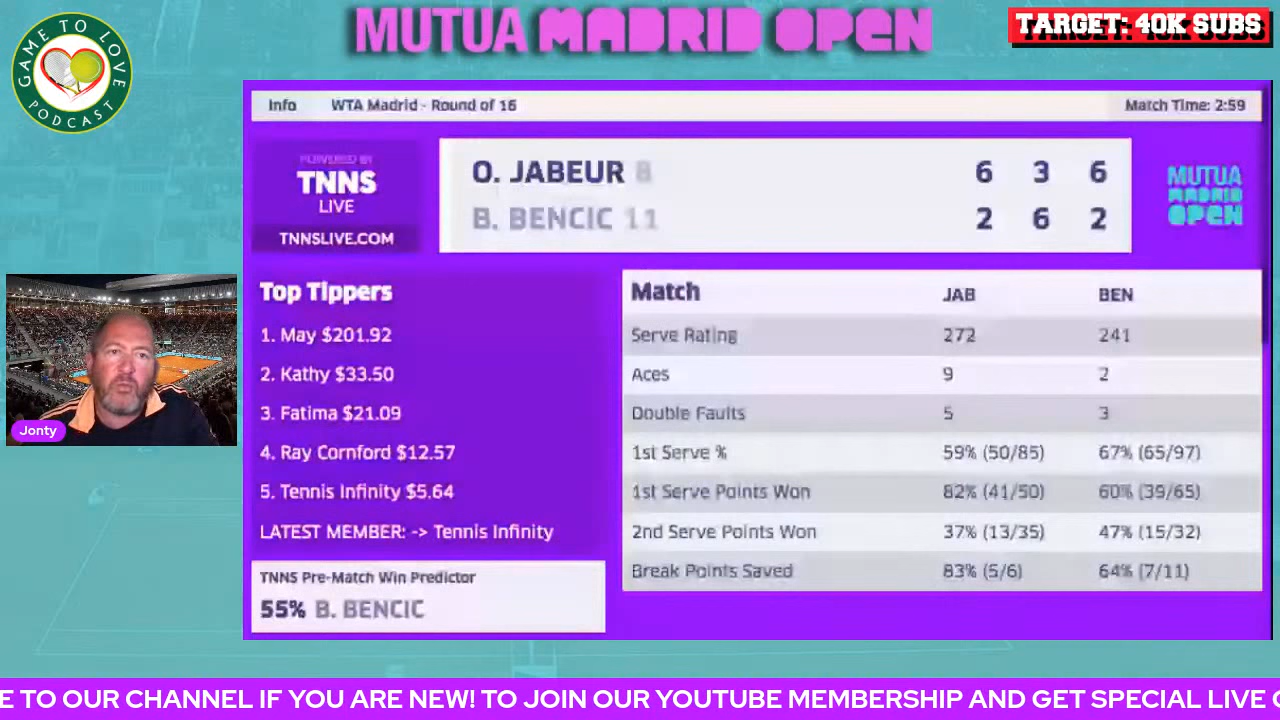 GAME TO LOVE
PODCAST
MUTUA MADRID OPEN
TARGET: 40K SUBS
Info WTA Madrid - Round of 16 Match Time: 2:59
POWERED BY
TNNS
LIVE
TNNSLIVE.COM
O. JABEUR 8 6 3 6
B. BENCIC 11 2 6 2
MUTUA
MADRID
OPEN
Top Tippers
1. May $201.92
2. Kathy $33.50
3. Fatima $21.09
4. Ray Cornford $12.57
5. Tennis Infinity $5.64
LATEST MEMBER: -> Tennis Infinity
TNNS Pre-Match Win Predictor
55% B. BENCIC
Match JAB BEN
Serve Rating 272 241
Aces 9 2
Double Faults 5 3
1st Serve % 59% (50/85) 67% (65/97)
1st Serve Points Won 82% (41/50) 60% (39/65)
2nd Serve Points Won 37% (13/35) 47% (15/32)
Break Points Saved 83% (5/6) 64% (7/11)
Jonty
E TO OUR CHANNEL IF YOU ARE NEW! TO JOIN OUR YOUTUBE MEMBERSHIP AND GET SPECIAL LIVE C